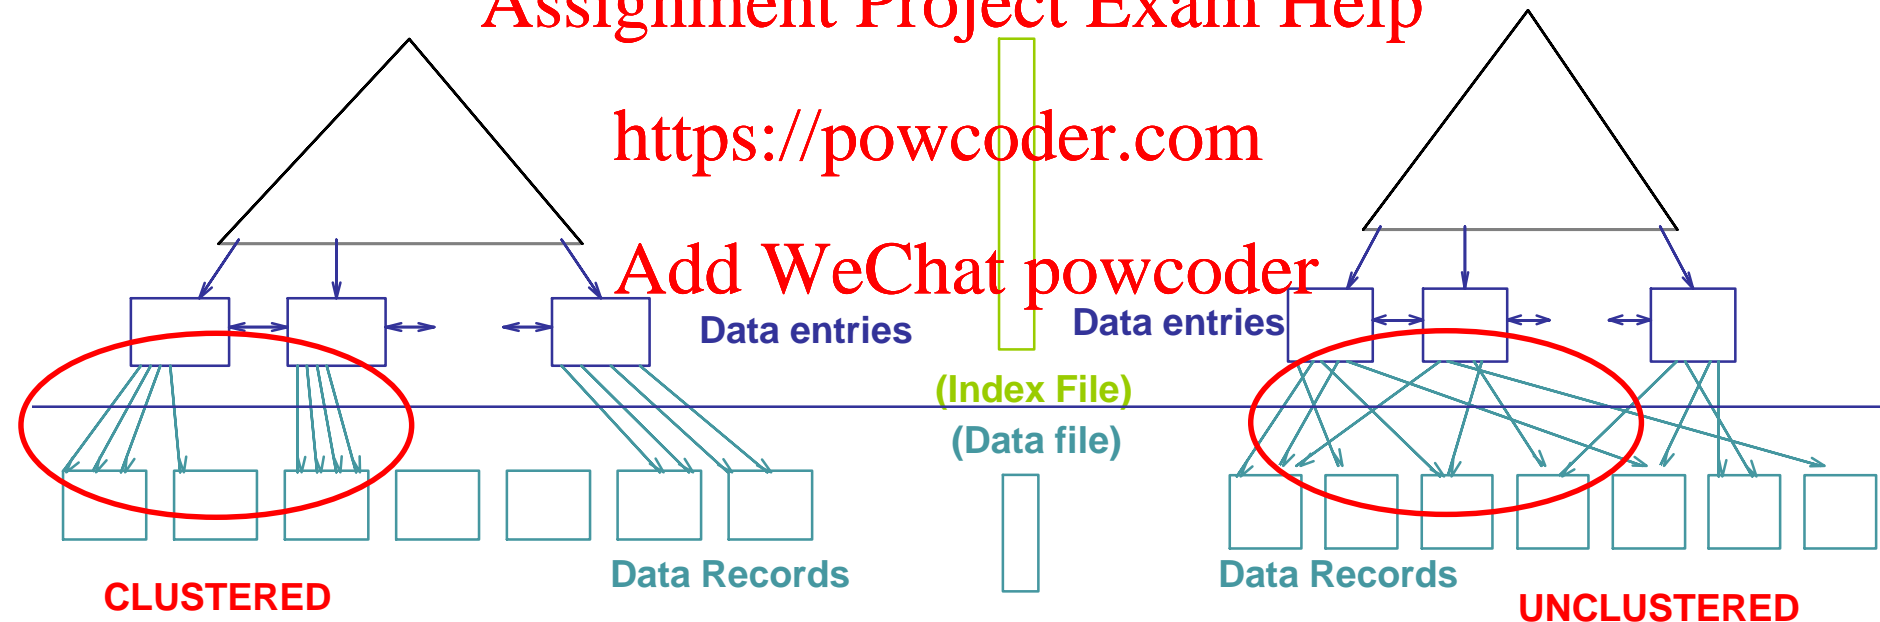 Assignment Project Exam Help
https://powcoder.com
Add WeChat powcoder
Data entries
Data entries
(Index File)
(Data file)
Data Records
Data Records
CLUSTERED
UNCLUSTERED